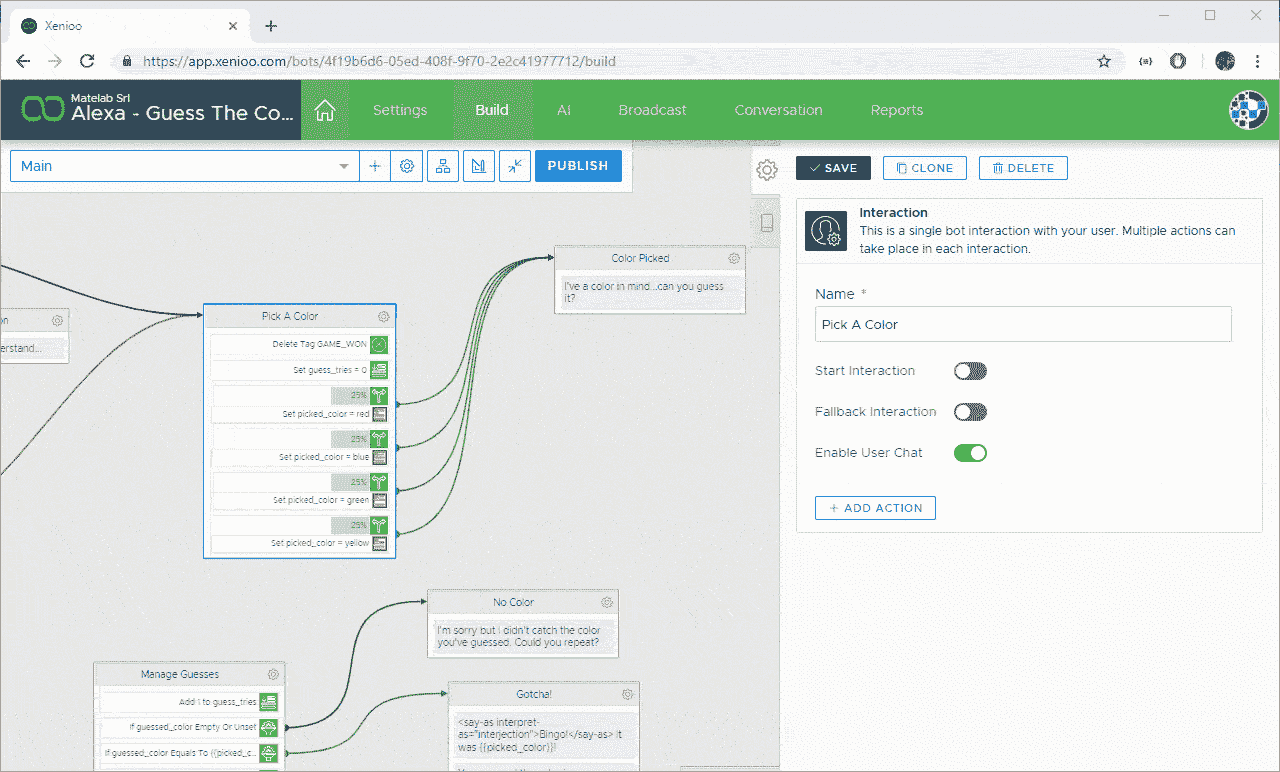 Xenioo
https://app.xenioo.com/bots/4f19b6d6-05ed-408f-9f70-2e2c41977712/build
Matelab Srl
Alexa - Guess The Co...
Settings
Build
AI
Broadcast
Conversation
Reports
Main
PUBLISH
SAVE
CLONE
DELETE
Interaction
This is a single bot interaction with your user. Multiple actions can
take place in each interaction.
Name *
Pick A Color
Start Interaction
Fallback Interaction
Enable User Chat
+ ADD ACTION
on
erstand...
Pick A Color
Delete Tag GAME_WON
Set guess_tries = 0
25%
Set picked_color = red
25%
Set picked_color = blue
25%
Set picked_color = green
25%
Set picked_color = yellow
Color Picked
I've a color in mind...can you guess
it?
No Color
I'm sorry but I didn't catch the color
you've guessed. Could you repeat?
Manage Guesses
Add 1 to guess_tries
If guessed_color Empty Or Unset
If guessed_color Equals To {{picked_c...
Gotcha!
<say-as interpret-
as="interjection">Bingo!</say-as> It
was {{picked_color}}!